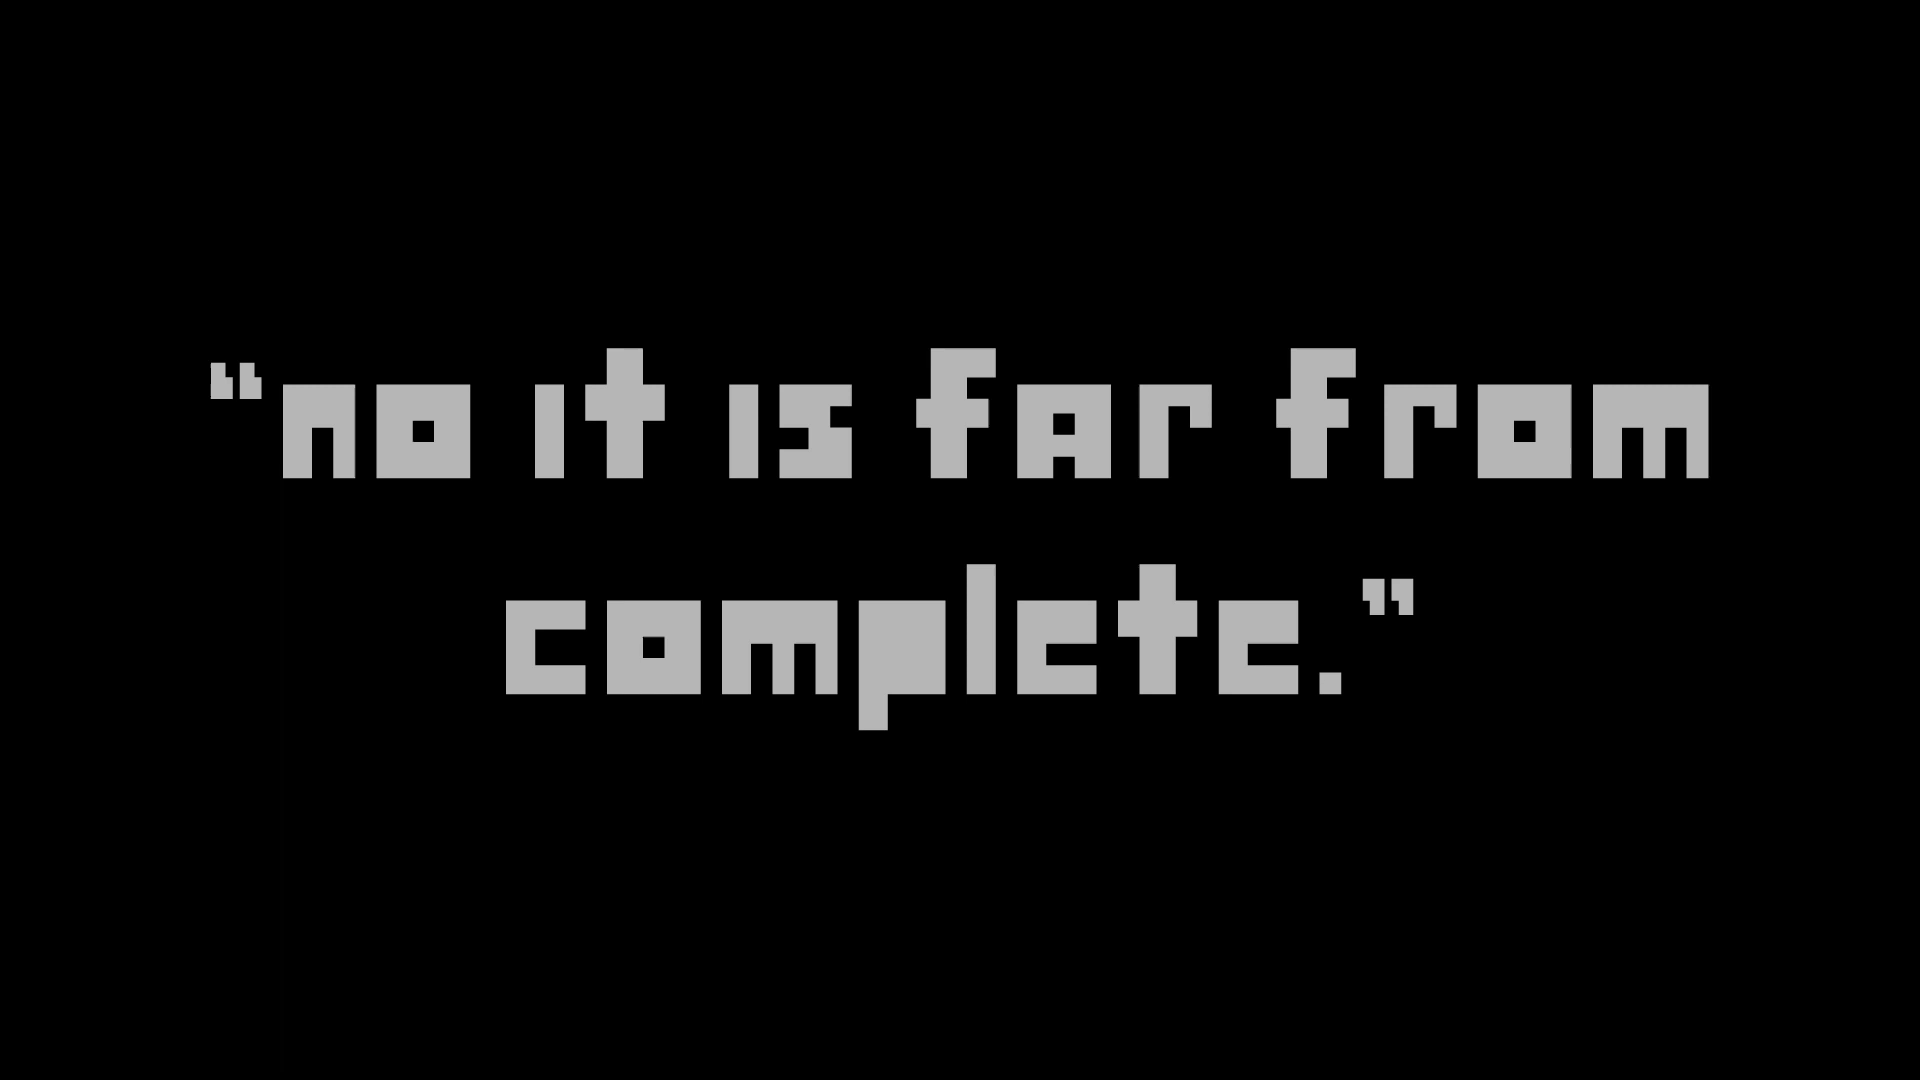 “no it is far from
complete.”